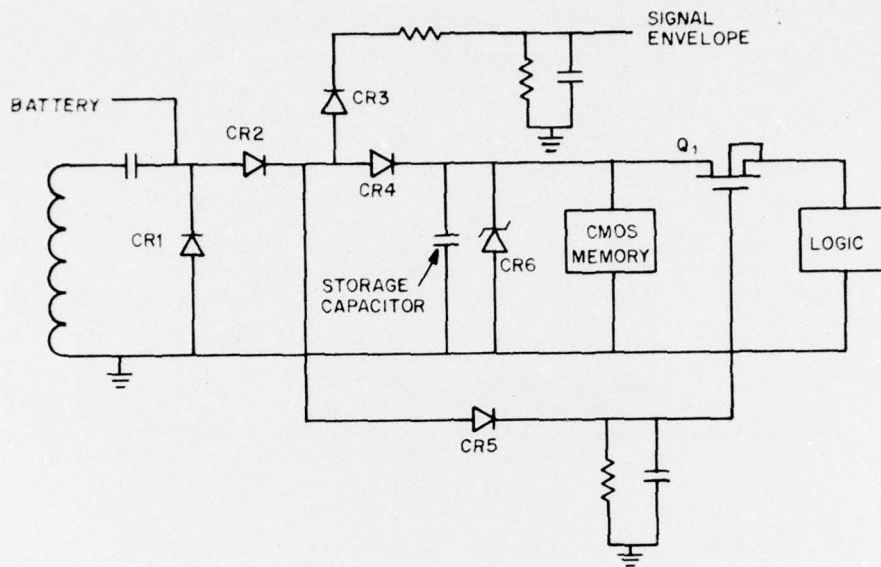 SIGNAL
ENVELOPE
BATTERY
CR3
CR2
Q₁
CR4
CR1
CMOS
MEMORY
LOGIC
CR6
STORAGE
CAPACITOR
CR5